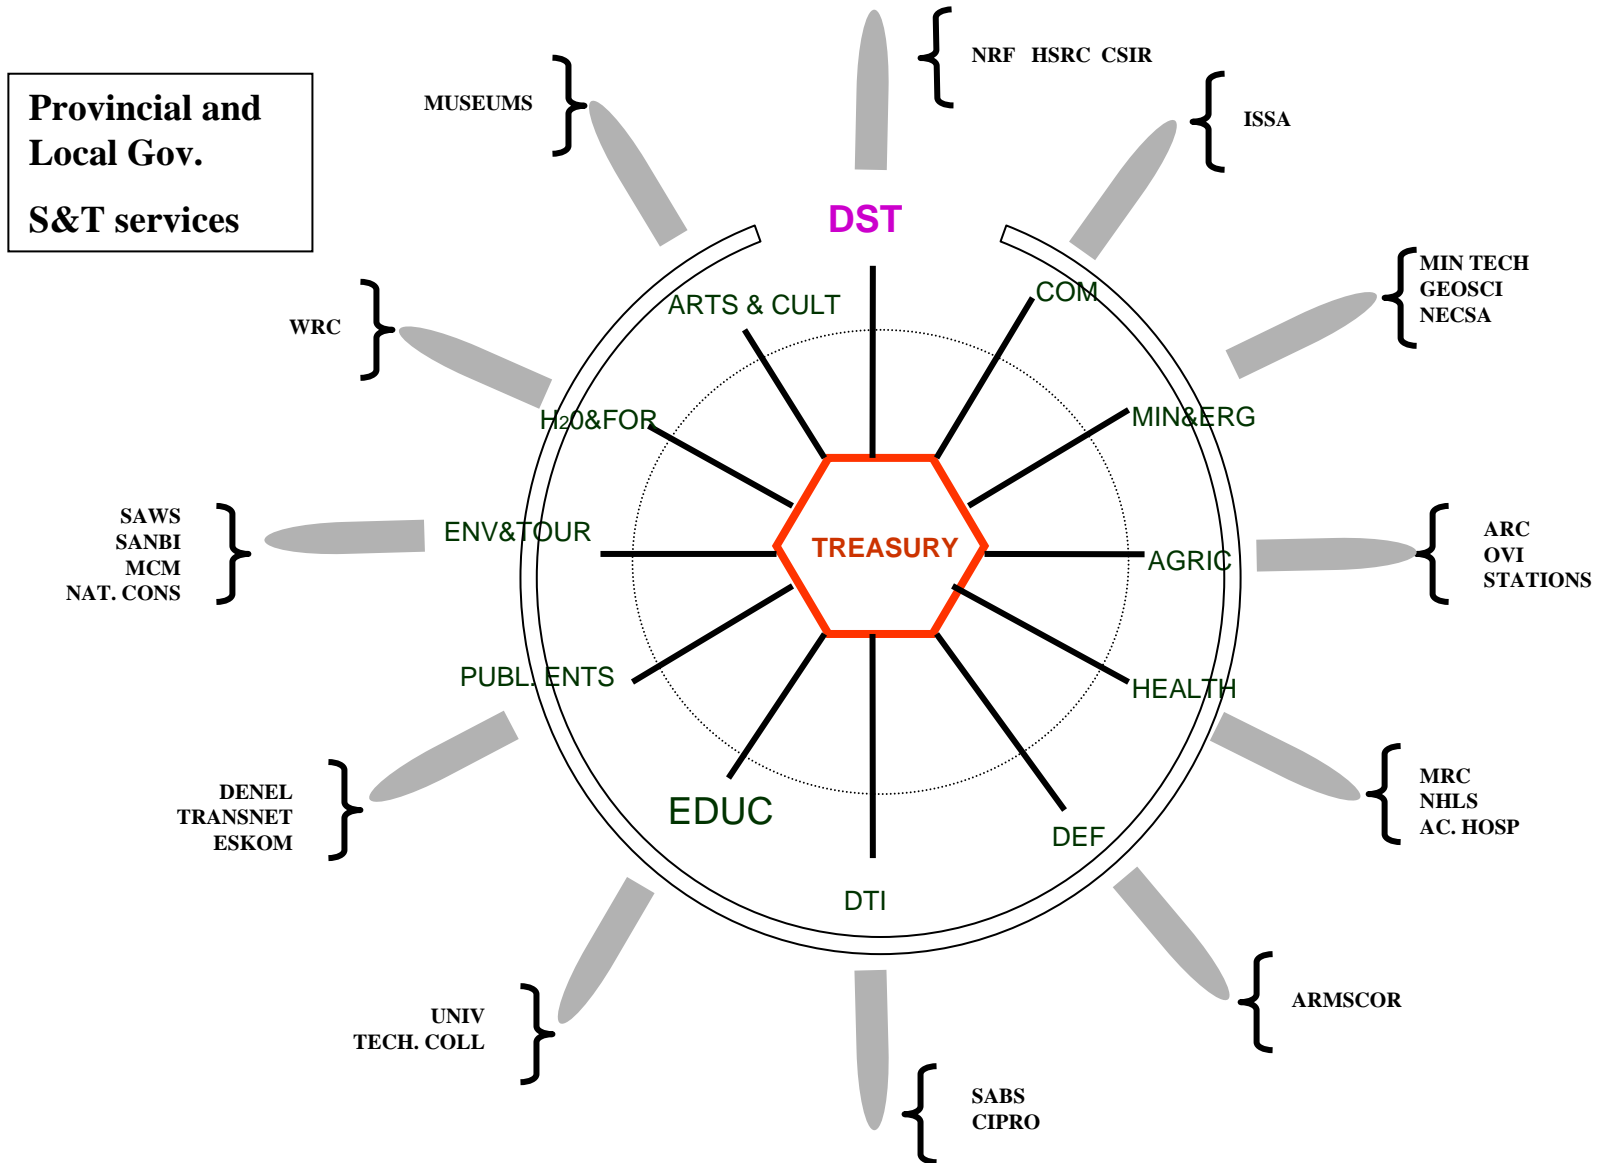 NRF HSRC CSIR
Provincial and
Local Gov.
S&T services
MUSEUMS
ISSA
DST
MIN TECH
GEOSCI
NECSA
WRC
ARTS & CULT
COM
H20&FOR
MIN&ERG
SAWS
SANBI
MCM
NAT. CONS
ENV&TOUR
TREASURY
AGRIC
ARC
OVI
STATIONS
PUBL. ENTS
HEALTH
DENEL
TRANSNET
ESKOM
EDUC
DEF
MRC
NHLS
AC. HOSP
DTI
UNIV
TECH. COLL
ARMSCOR
SABS
CIPRO